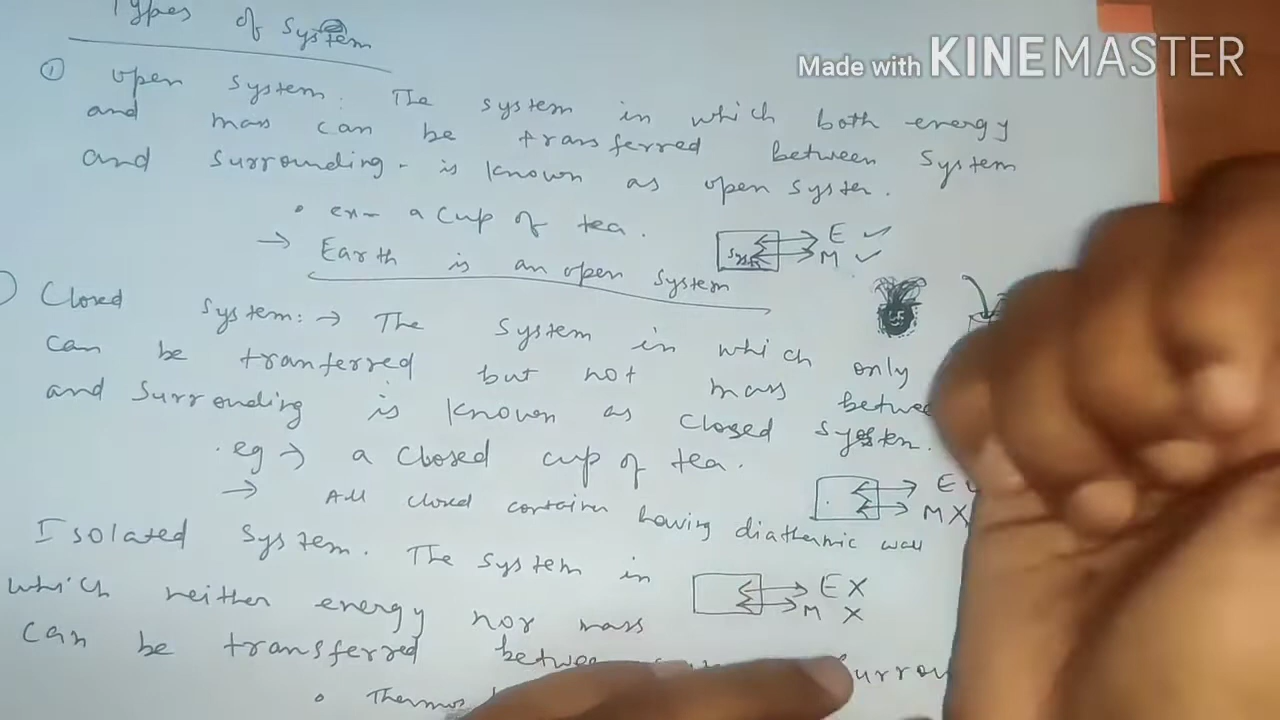 Types of system
Made with KINEMASTER
① open system: The system in which both energy
and mass can be transferred between system
and surrounding. is known as open system.
• ex- a cup of tea.
→ Earth is an open system
Sys E ✓
M ✓
Closed system: → The system in which only
can be tranferred but not mass
and surrounding is known as closed system.
. eg → a closed cup of tea.
→ All closed container having diathermic wall
E
M X
Isolated system. The system in
which neither energy nor mass
can be transferred
E X
M X
• Thermos